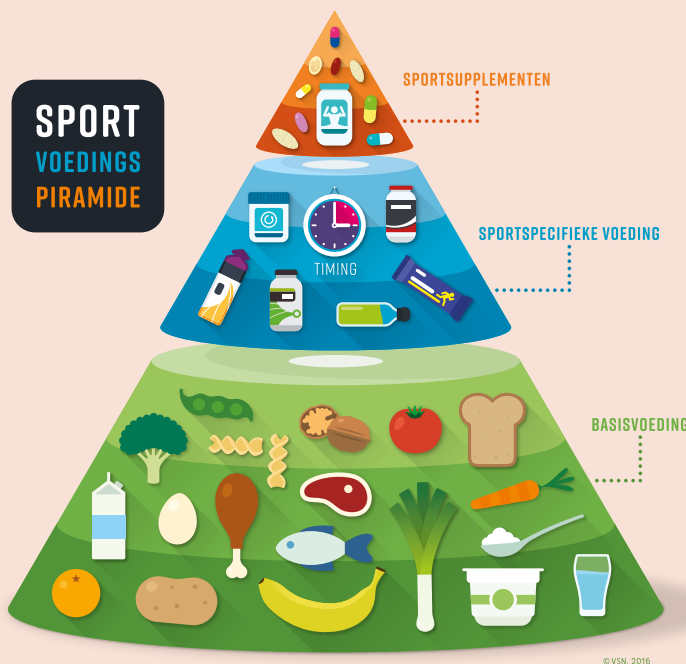 SPORT
VOEDINGS
PIRAMIDE
SPORTSUPPLEMENTEN
SPORTSPECIFIEKE VOEDING
TIMING
BASISVOEDING
© VSN, 2016